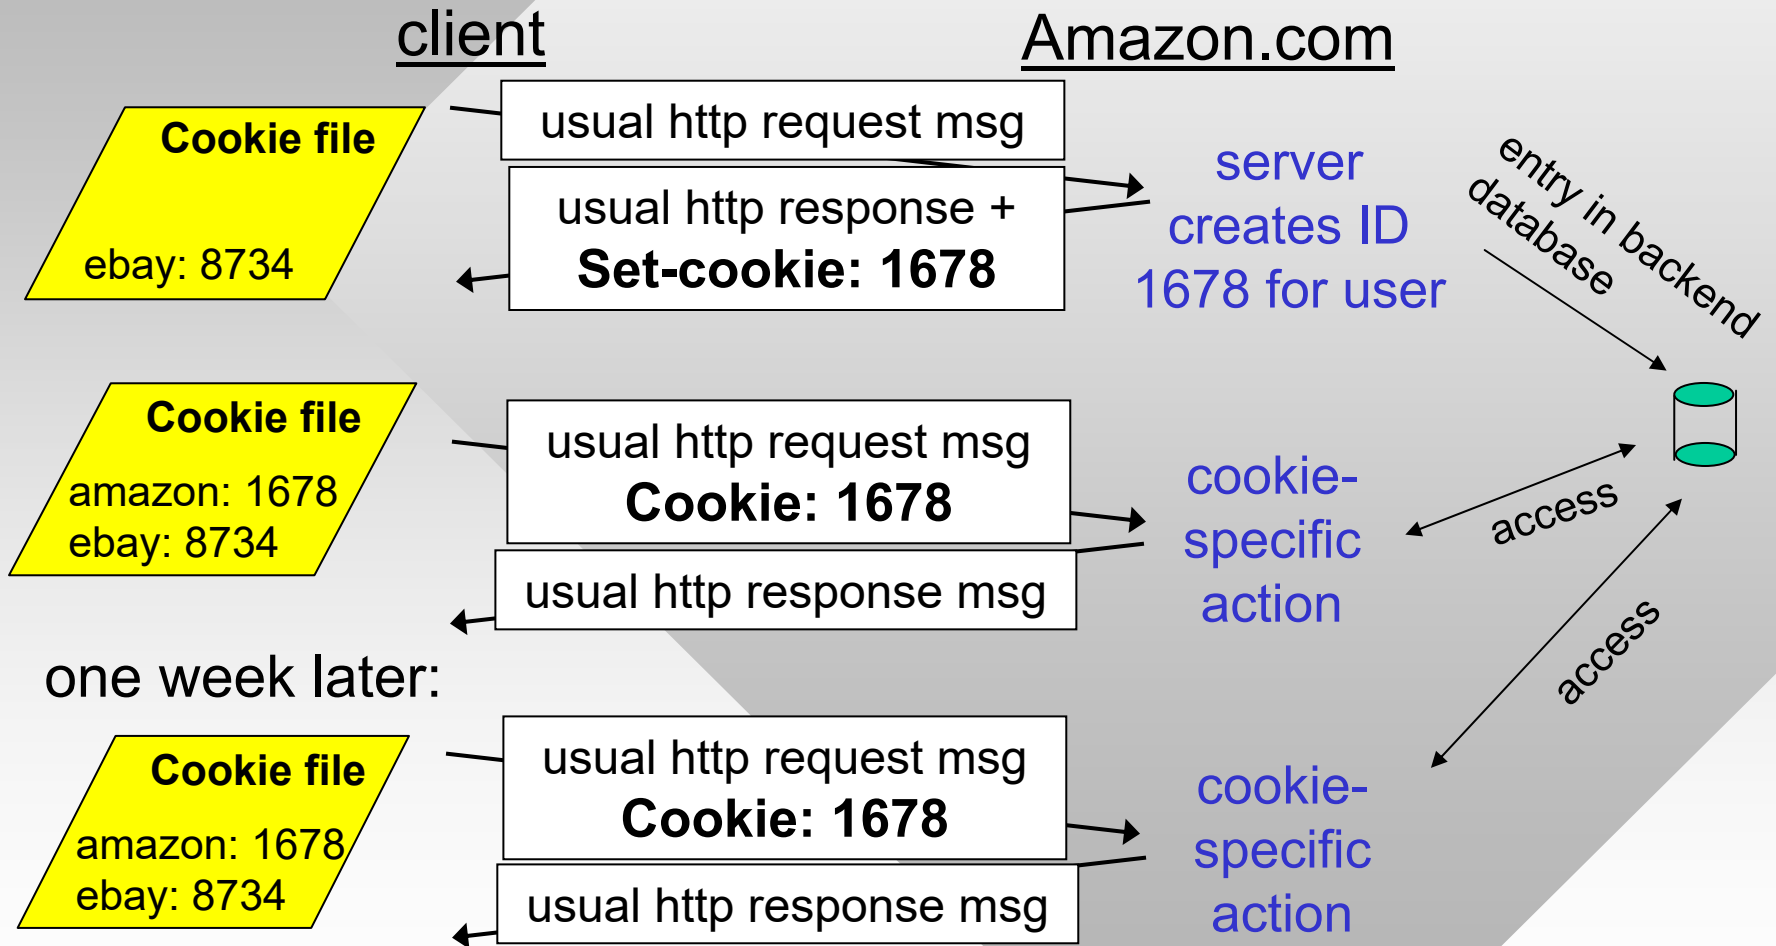 client
Amazon.com
Cookie file
ebay: 8734
usual http request msg
usual http response +
Set-cookie: 1678
server
creates ID
1678 for user
entry in backend
database
Cookie file
amazon: 1678
ebay: 8734
usual http request msg
Cookie: 1678
usual http response msg
cookie-
specific
action
access
access
one week later:
Cookie file
amazon: 1678
ebay: 8734
usual http request msg
Cookie: 1678
usual http response msg
cookie-
specific
action